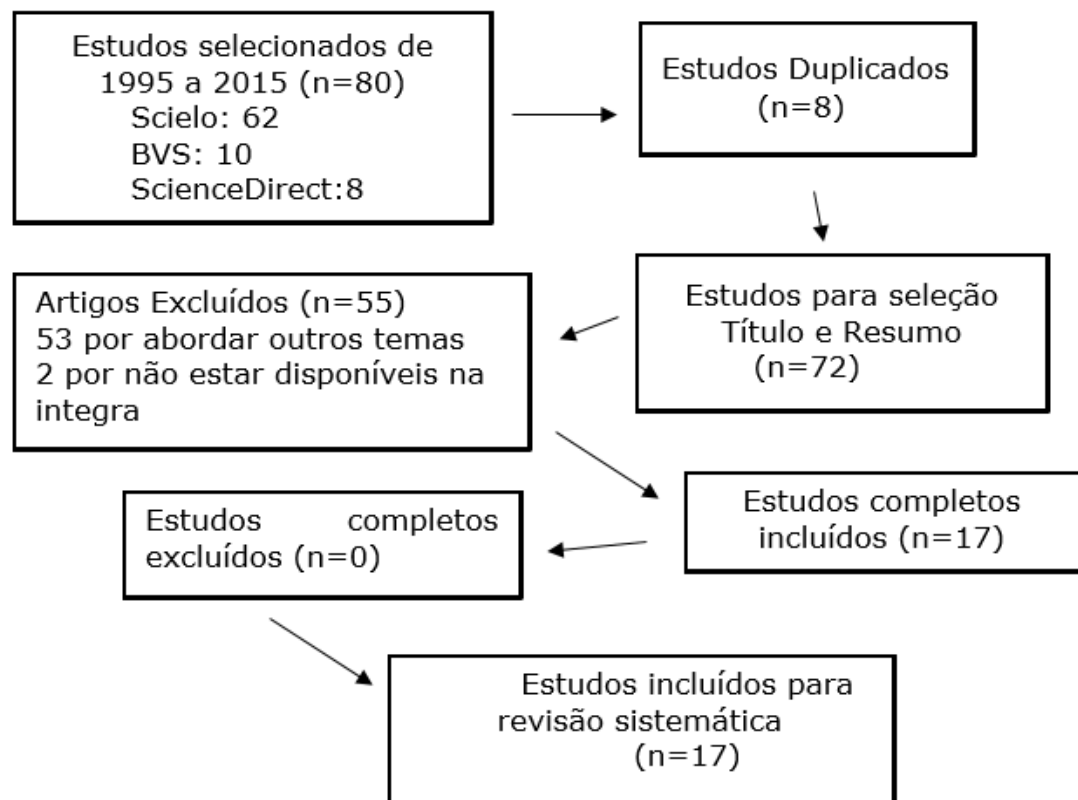 Estudos selecionados de
1995 a 2015 (n=80)
Scielo: 62
BVS: 10
ScienceDirect:8
Estudos Duplicados
(n=8)
Estudos para seleção
Título e Resumo
(n=72)
Artigos Excluídos (n=55)
53 por abordar outros temas
2 por não estar disponíveis na
integra
Estudos completos
incluídos (n=17)
Estudos completos
excluídos (n=0)
Estudos incluídos para
revisão sistemática
(n=17)